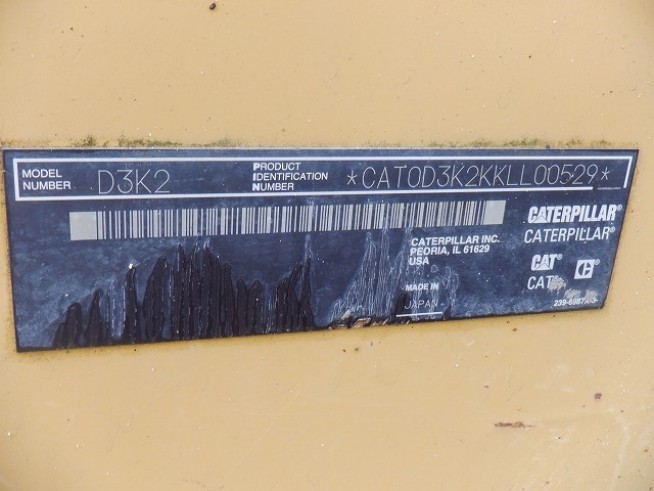 MODEL NUMBER D3K2
PRODUCT IDENTIFICATION NUMBER *CAT0D3K2KKLL00529*
CATERPILLAR INC.
PEORIA, IL 61629
USA
MADE IN
JAPAN
CATERPILLAR®
CATERPILLAR®
CAT®
C
CAT®